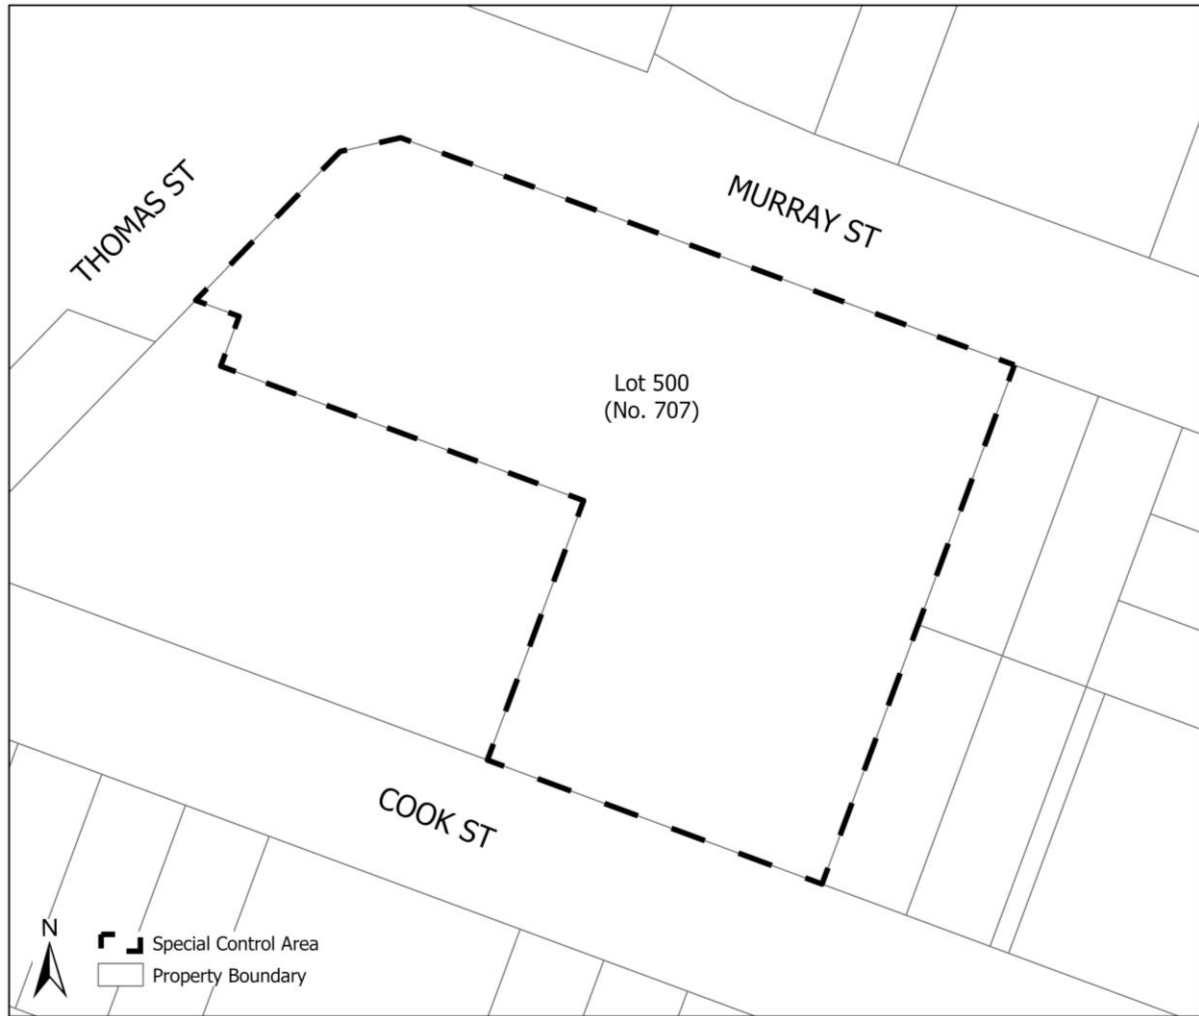 THOMAS ST
MURRAY ST
Lot 500
(No. 707)
COOK ST
N
Special Control Area
Property Boundary